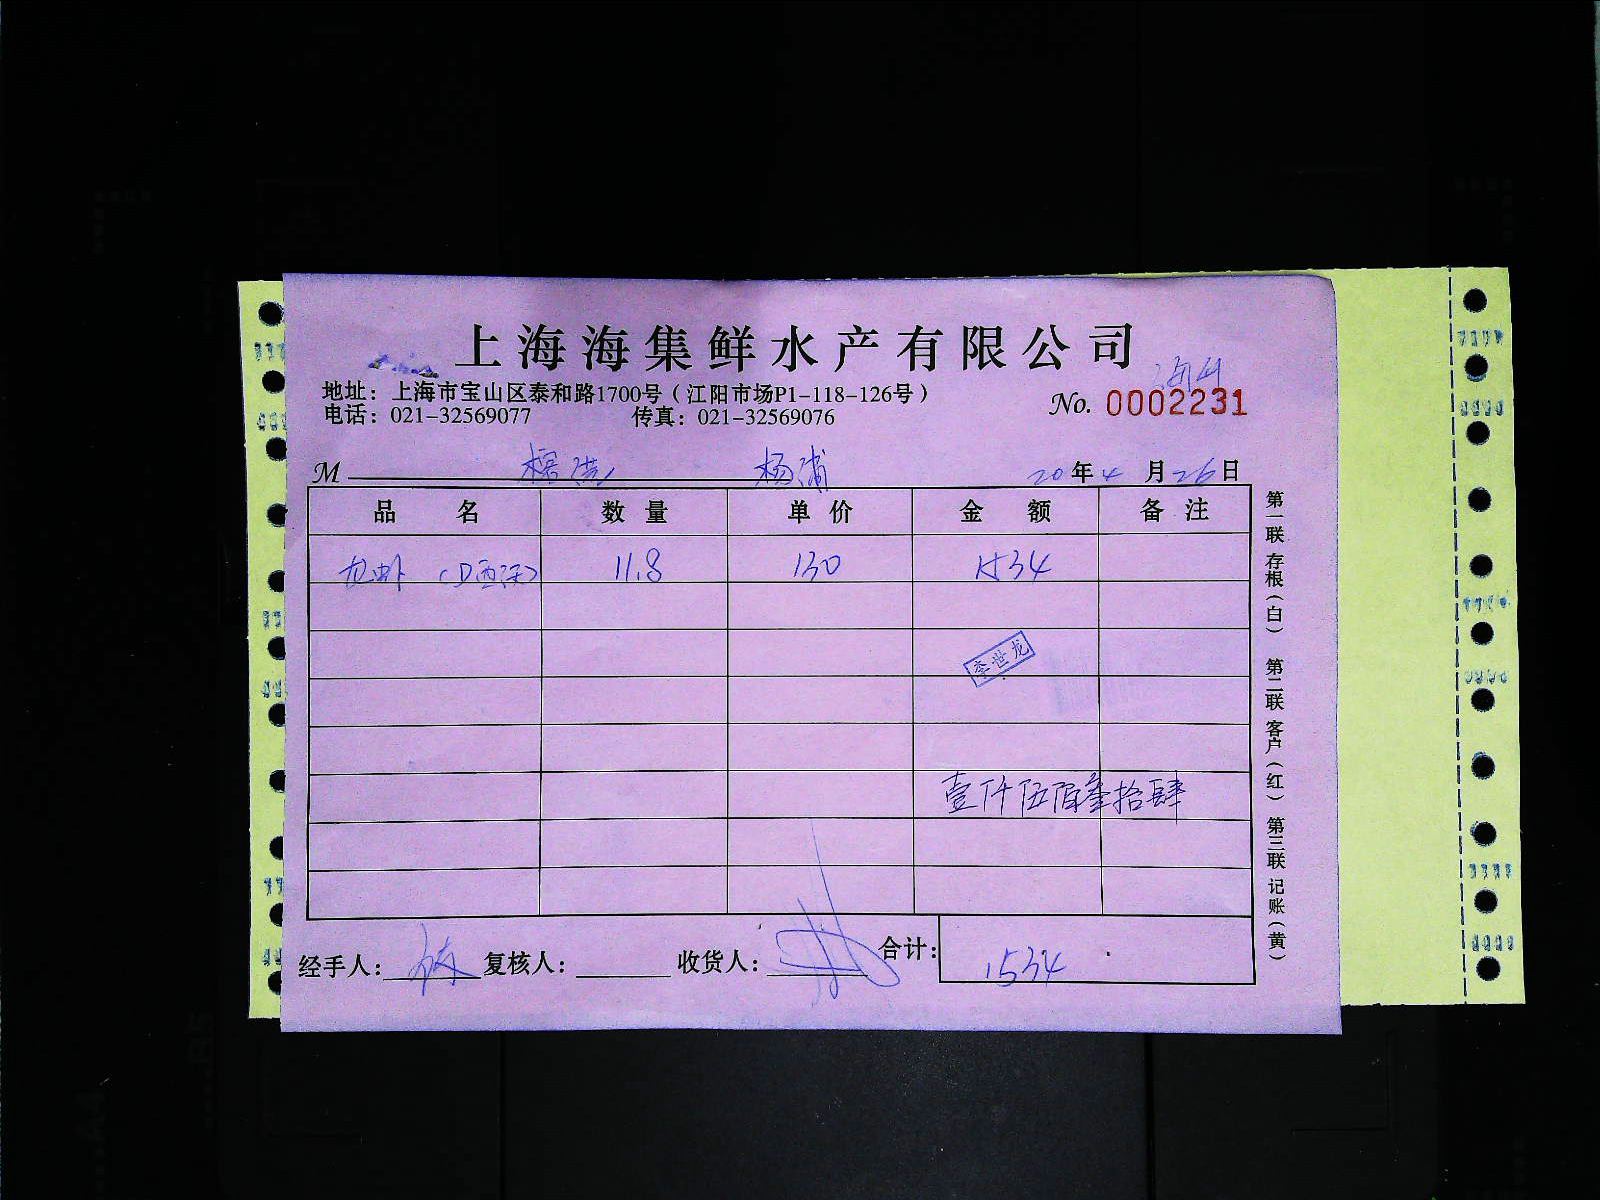 上海海集鲜水产有限公司
地址：上海市宝山区泰和路1700号（江阳市场P1-118-126号）
电话：021-32569077 传真：021-32569076
No. 0002231
M 杨浦 20年4月26日
品名 数量 单价 金额 备注
龙虾 11.8 130 1534
李世龙
壹仟伍佰叁拾肆
经手人： 复核人： 收货人： 合计：1534
第一联 存根（白） 第二联 客户（红） 第三联 记账（黄）